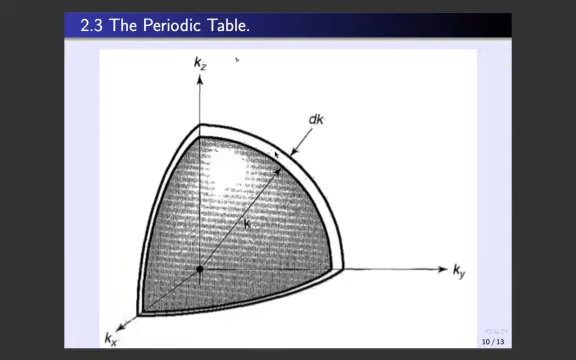 2.3 The Periodic Table.
kz
dk
k
ky
kx
10 / 13